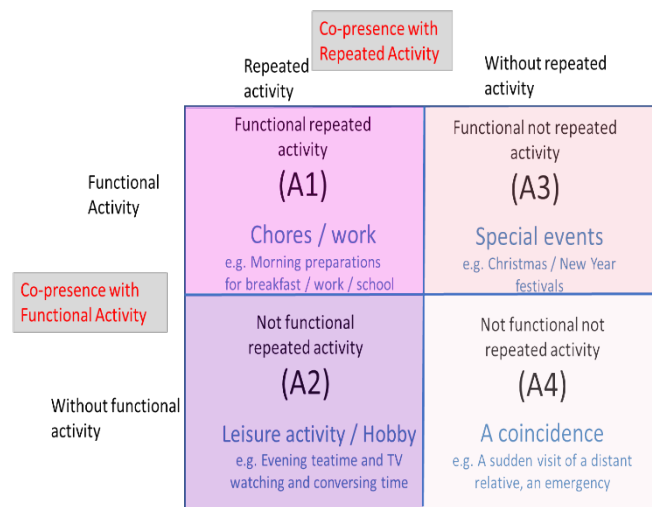 Co-presence with
Repeated Activity
Repeated
activity
Without repeated
activity
Functional
Activity
Functional repeated
activity
(A1)
Chores / work
e.g. Morning preparations
for breakfast / work / school
Functional not repeated
activity
(A3)
Special events
e.g. Christmas / New Year
festivals
Co-presence with
Functional Activity
Without functional
activity
Not functional
repeated activity
(A2)
Leisure activity / Hobby
e.g. Evening teatime and TV
watching and conversing time
Not functional not
repeated activity
(A4)
A coincidence
e.g. A sudden visit of a distant
relative, an emergency